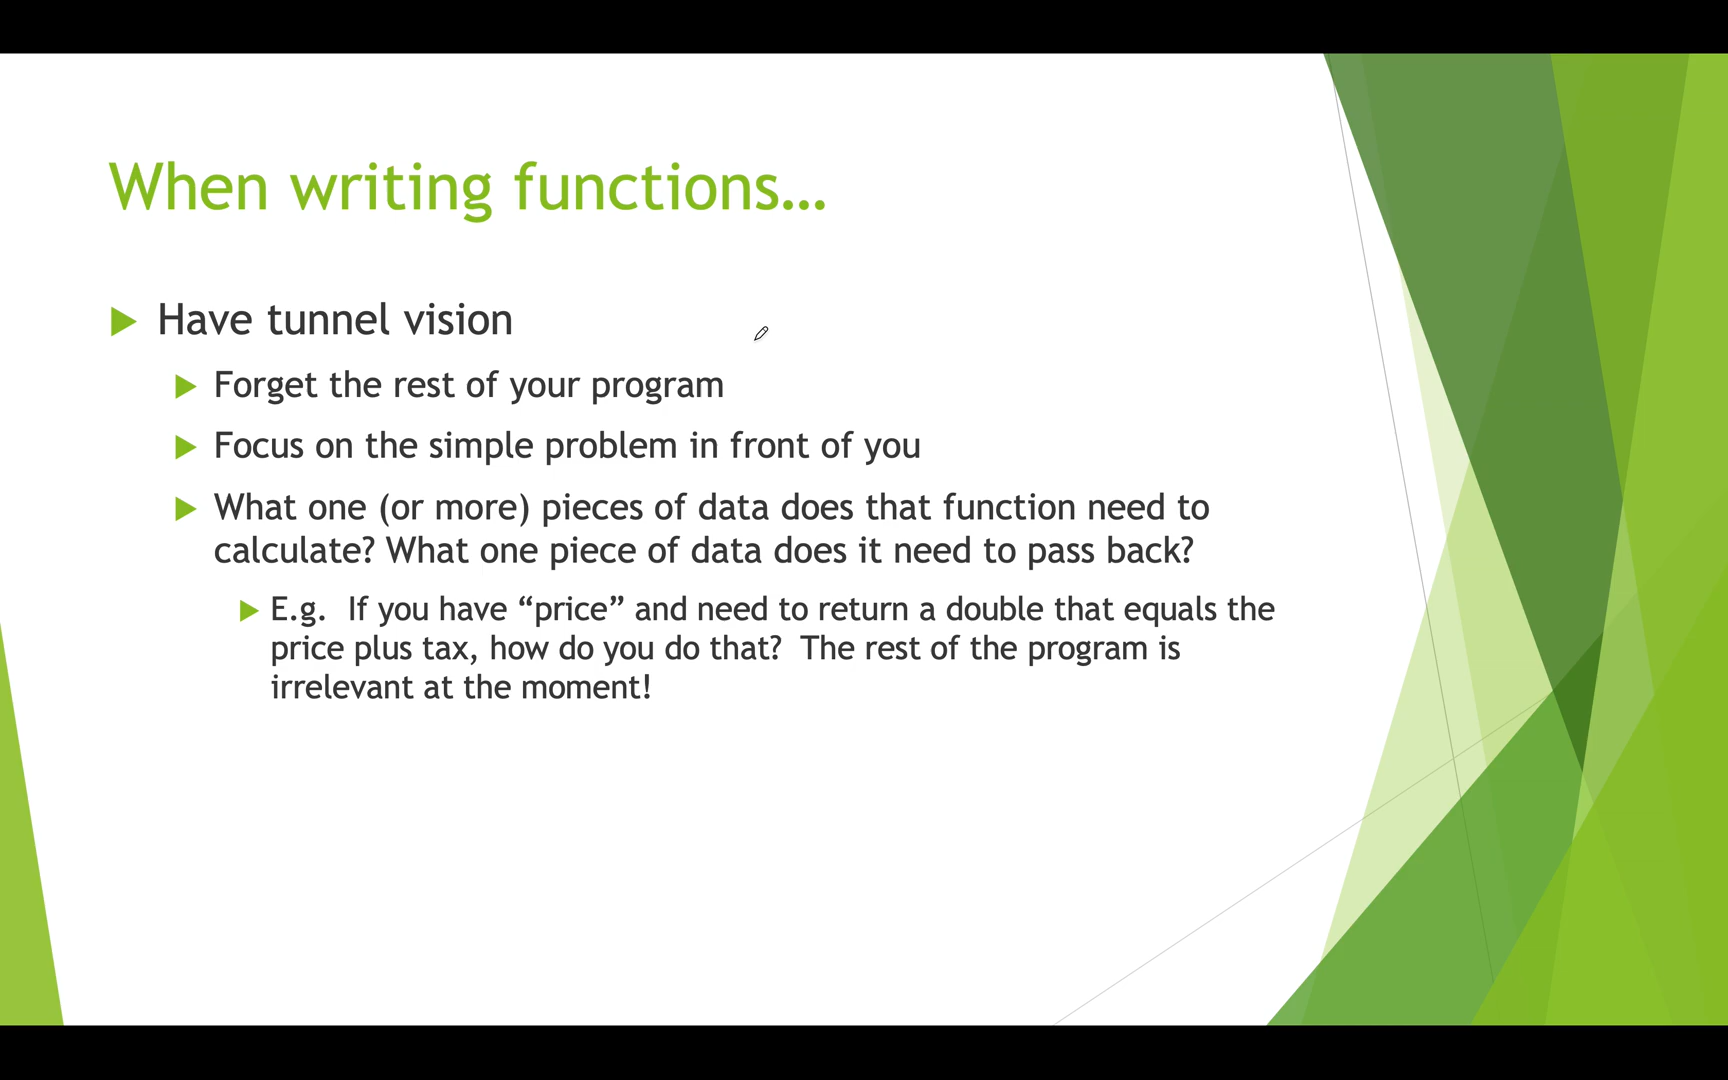 When writing functions…
Have tunnel vision
Forget the rest of your program
Focus on the simple problem in front of you
What one (or more) pieces of data does that function need to
calculate? What one piece of data does it need to pass back?
E.g.  If you have “price” and need to return a double that equals the
price plus tax, how do you do that?  The rest of the program is
irrelevant at the moment!